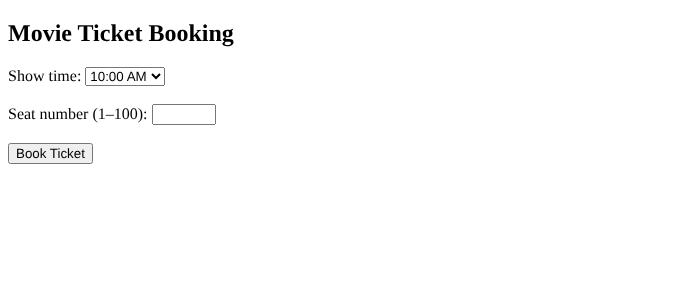 Movie Ticket Booking
Show time: 10:00 AM
Seat number (1–100):
Book Ticket